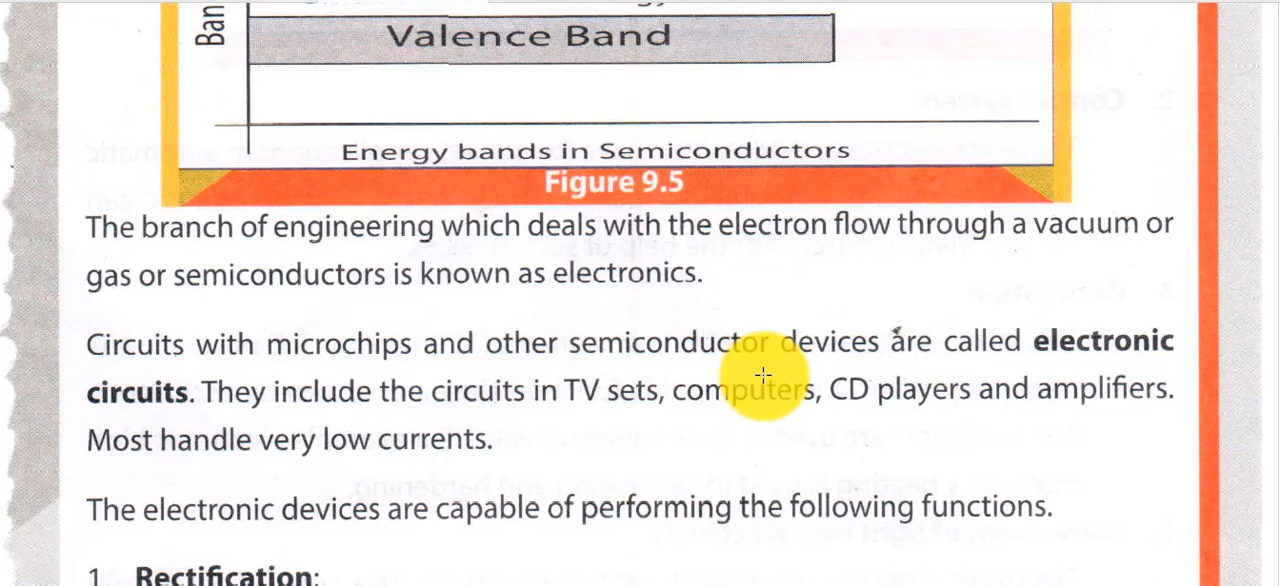 Ban
Valence Band
Energy bands in Semiconductors
Figure 9.5
The branch of engineering which deals with the electron flow through a vacuum or
gas or semiconductors is known as electronics.
Circuits with microchips and other semiconductor devices are called electronic
circuits. They include the circuits in TV sets, computers, CD players and amplifiers.
Most handle very low currents.
The electronic devices are capable of performing the following functions.
1. Rectification: